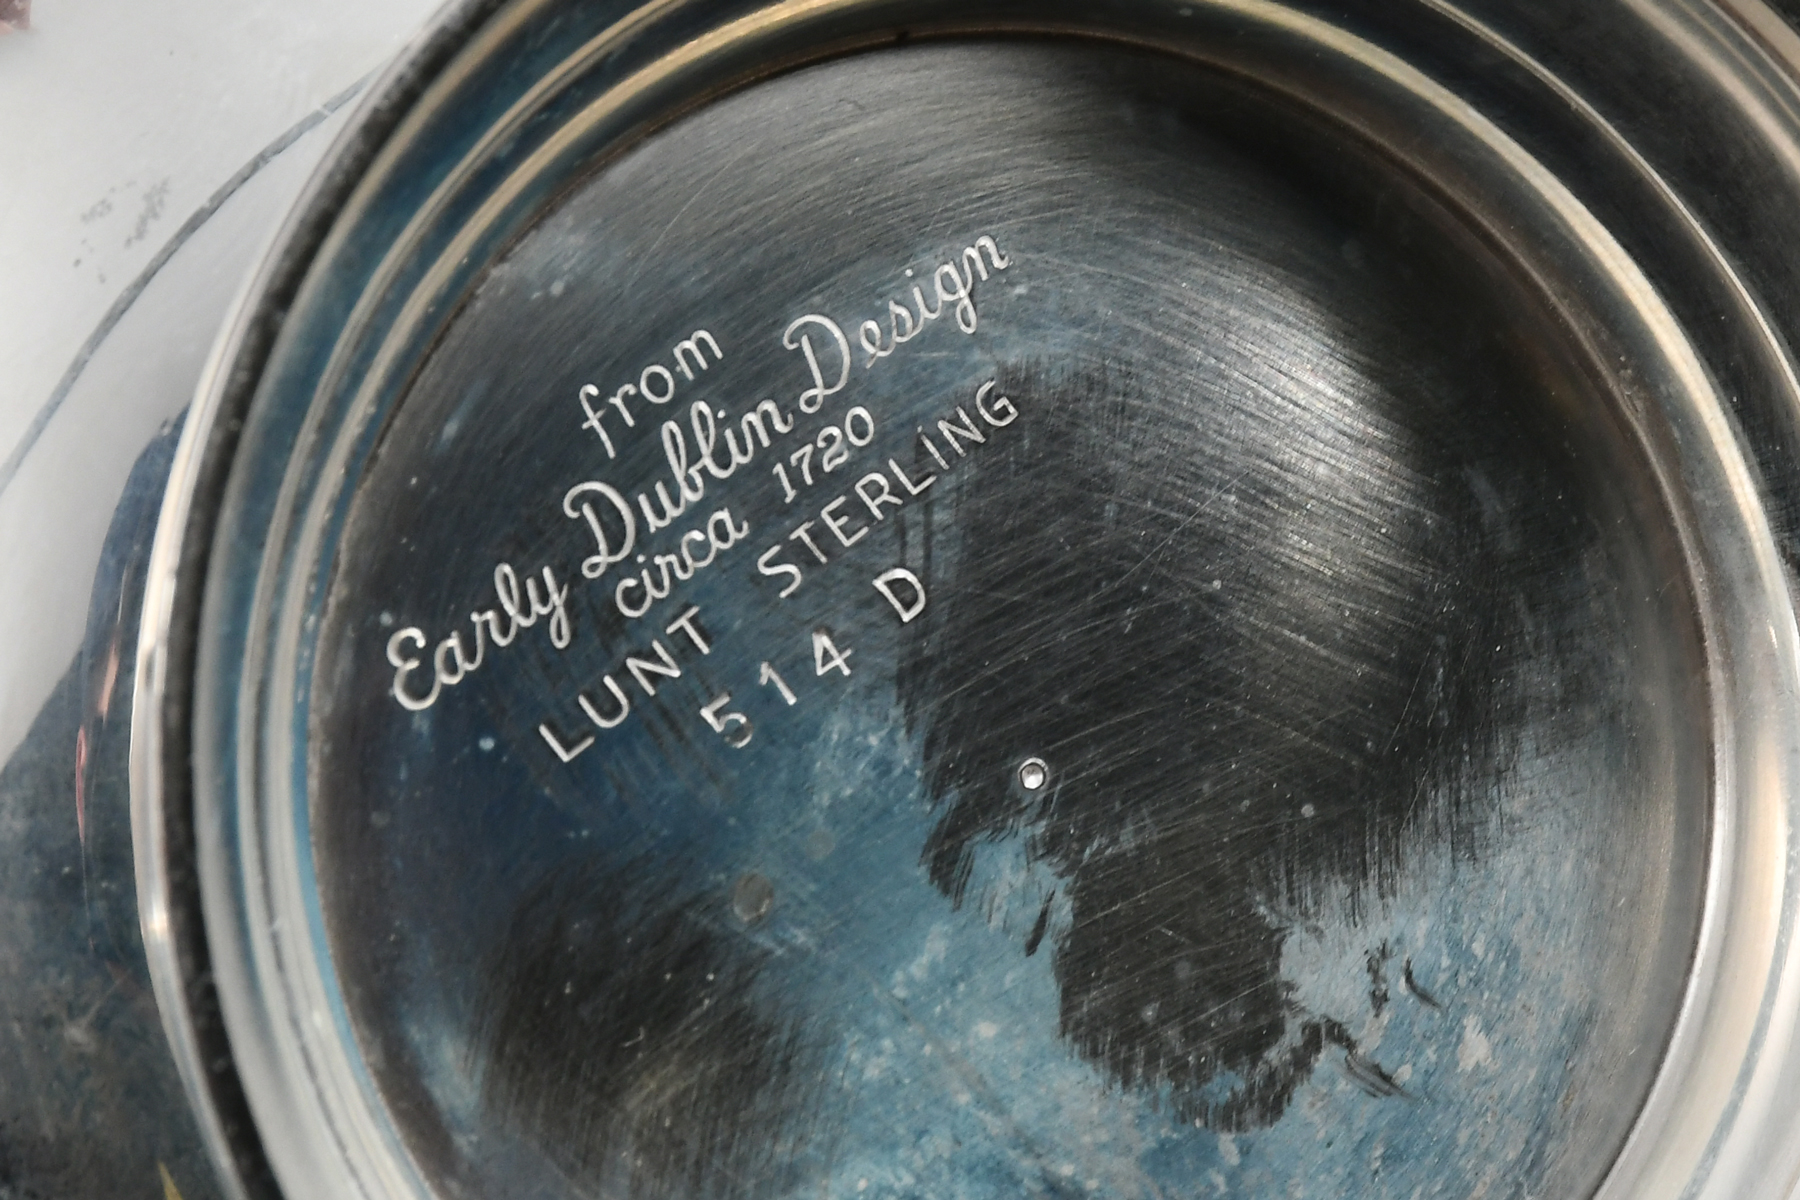 from
Early Dublin Design
circa 1720
LUNT STERLING
514 D